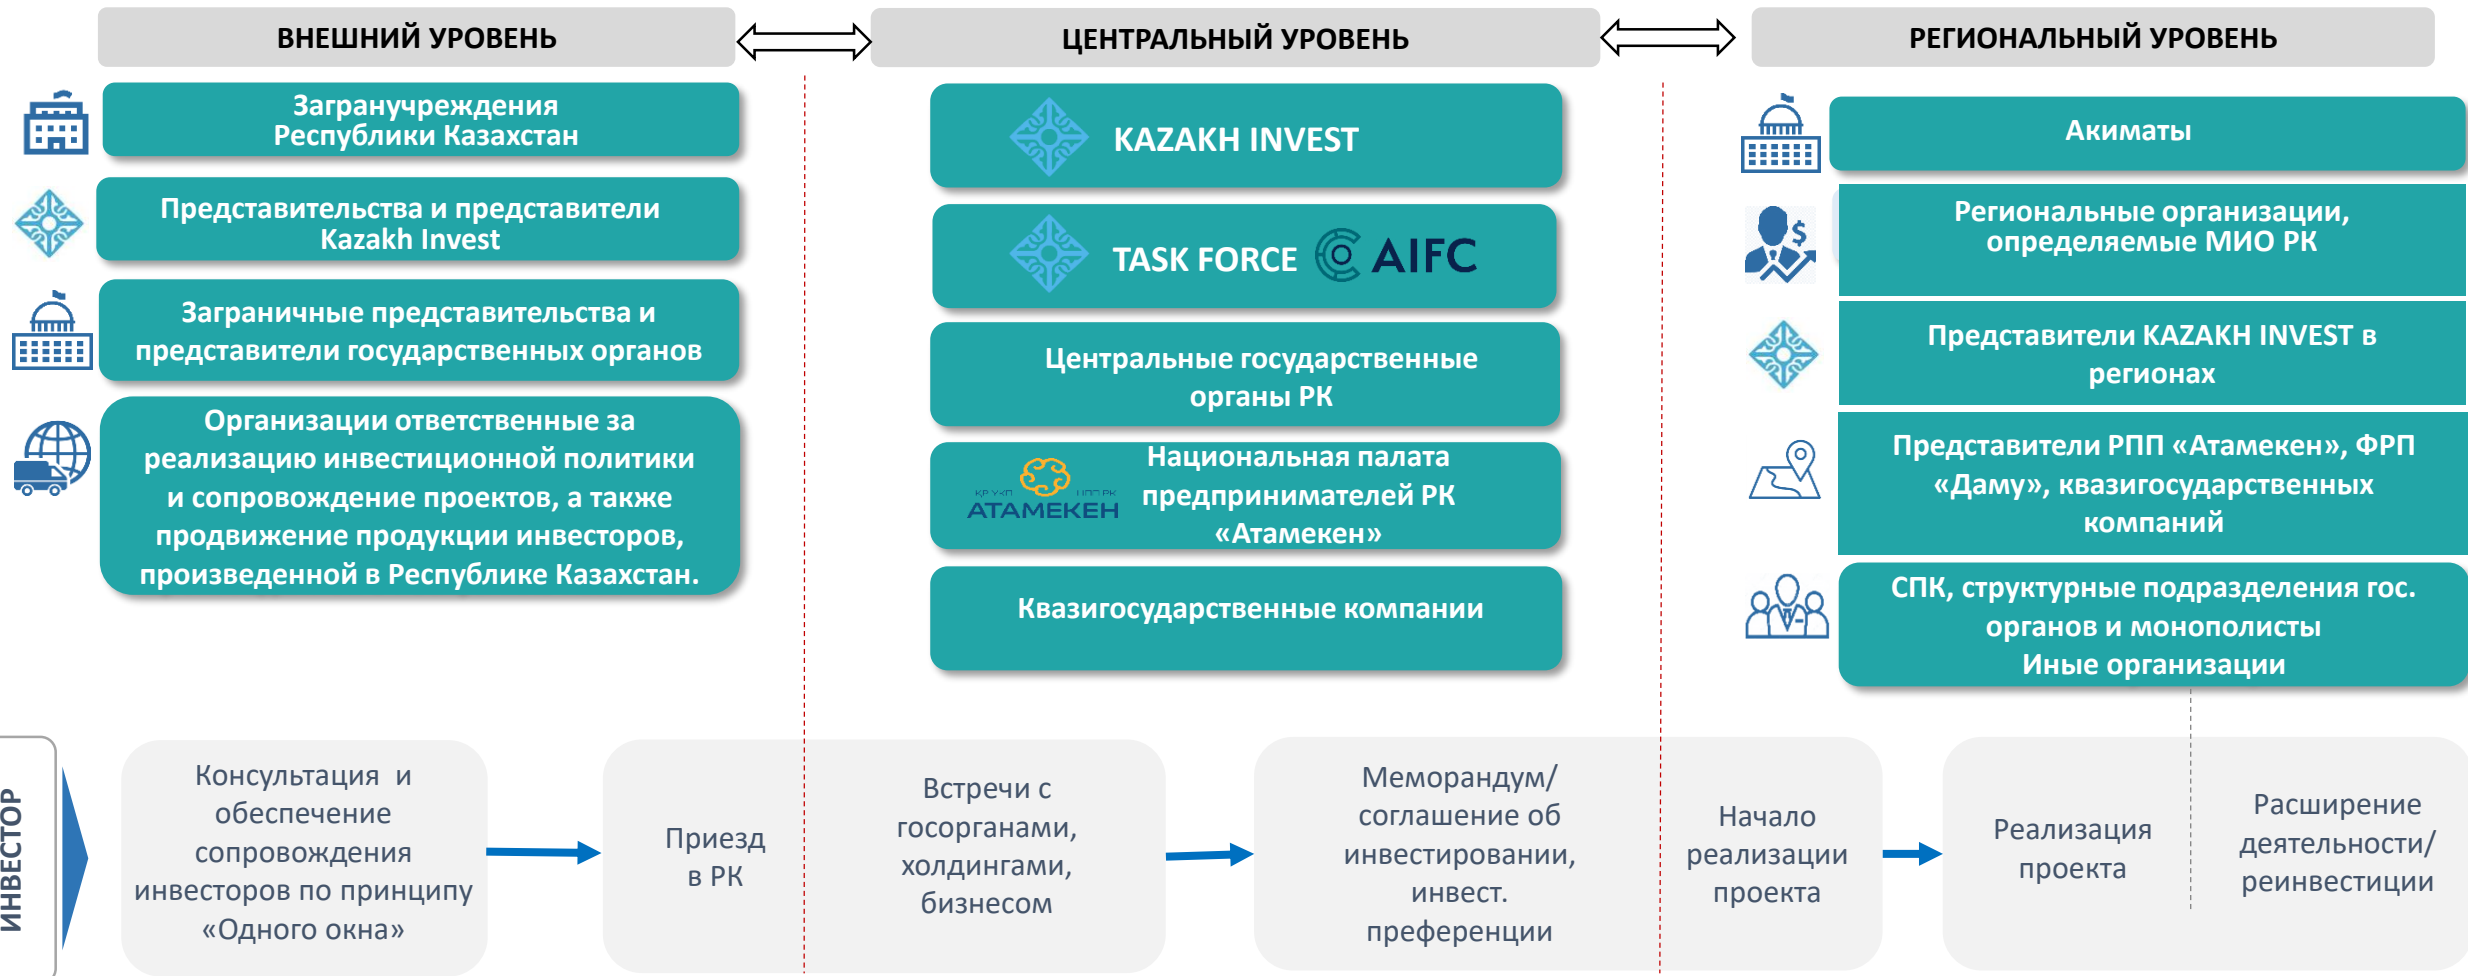 ВНЕШНИЙ УРОВЕНЬ
ЦЕНТРАЛЬНЫЙ УРОВЕНЬ
РЕГИОНАЛЬНЫЙ УРОВЕНЬ
Загранучреждения
Республики Казахстан
Представительства и представители
Kazakh Invest
Заграничные представительства и
представители государственных органов
Организации ответственные за
реализацию инвестиционной политики
и сопровождение проектов, а также
продвижение продукции инвесторов,
произведенной в Республике Казахстан.
KAZAKH INVEST
TASK FORCE AIFC
Центральные государственные
органы РК
ҚР ҰКП НПП РК
АТАМЕКЕН
Национальная палата
предпринимателей РК
«Атамекен»
Квазигосударственные компании
Акиматы
Региональные организации,
определяемые МИО РК
Представители KAZAKH INVEST в
регионах
Представители РПП «Атамекен», ФРП
«Даму», квазигосударственных
компаний
СПК, структурные подразделения гос.
органов и монополисты
Иные организации
ИНВЕСТОР
Консультация и
обеспечение
сопровождения
инвесторов по принципу
«Одного окна»
Приезд
в РК
Встречи с
госорганами,
холдингами,
бизнесом
Меморандум/
соглашение об
инвестировании,
инвест.
преференции
Начало
реализации
проекта
Реализация
проекта
Расширение
деятельности/
реинвестиции